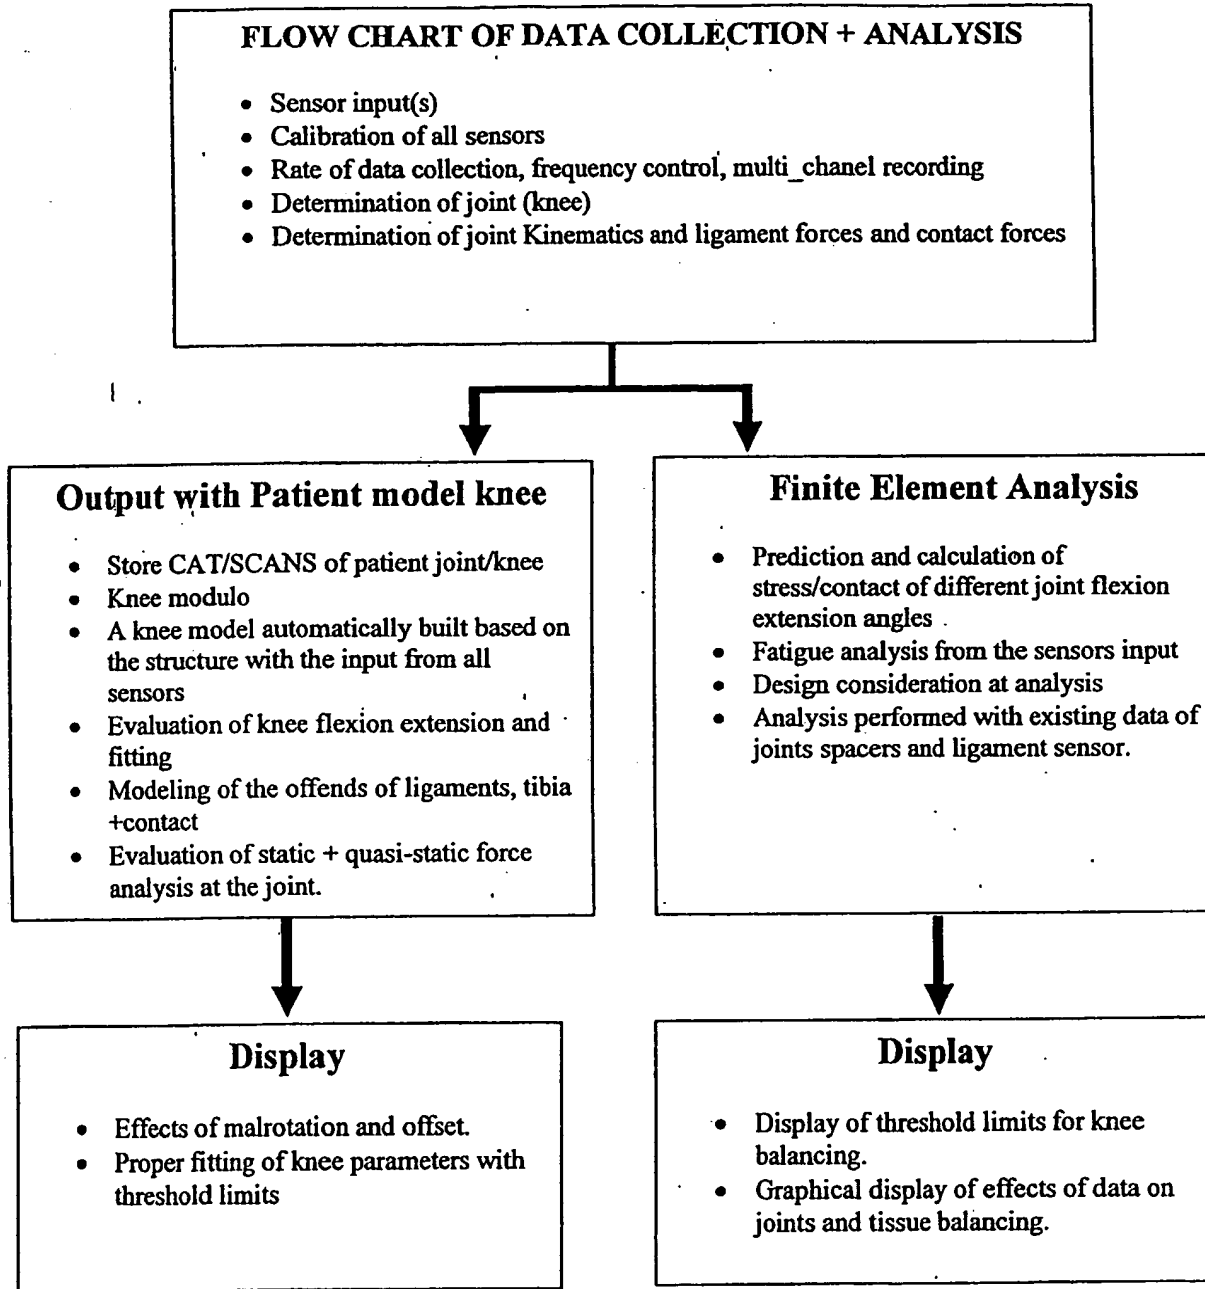 FLOW CHART OF DATA COLLECTION + ANALYSIS
• Sensor input(s)
• Calibration of all sensors
• Rate of data collection, frequency control, multi_chanel recording
• Determination of joint (knee)
• Determination of joint Kinematics and ligament forces and contact forces
Output with Patient model knee
• Store CAT/SCANS of patient joint/knee
• Knee modulo
• A knee model automatically built based on
the structure with the input from all
sensors
• Evaluation of knee flexion extension and
fitting
• Modeling of the offends of ligaments, tibia
+contact
• Evaluation of static + quasi-static force
analysis at the joint.
Finite Element Analysis
• Prediction and calculation of
stress/contact of different joint flexion
extension angles
• Fatigue analysis from the sensors input
• Design consideration at analysis
• Analysis performed with existing data of
joints spacers and ligament sensor.
Display
• Effects of malrotation and offset.
• Proper fitting of knee parameters with
threshold limits
Display
• Display of threshold limits for knee
balancing.
• Graphical display of effects of data on
joints and tissue balancing.